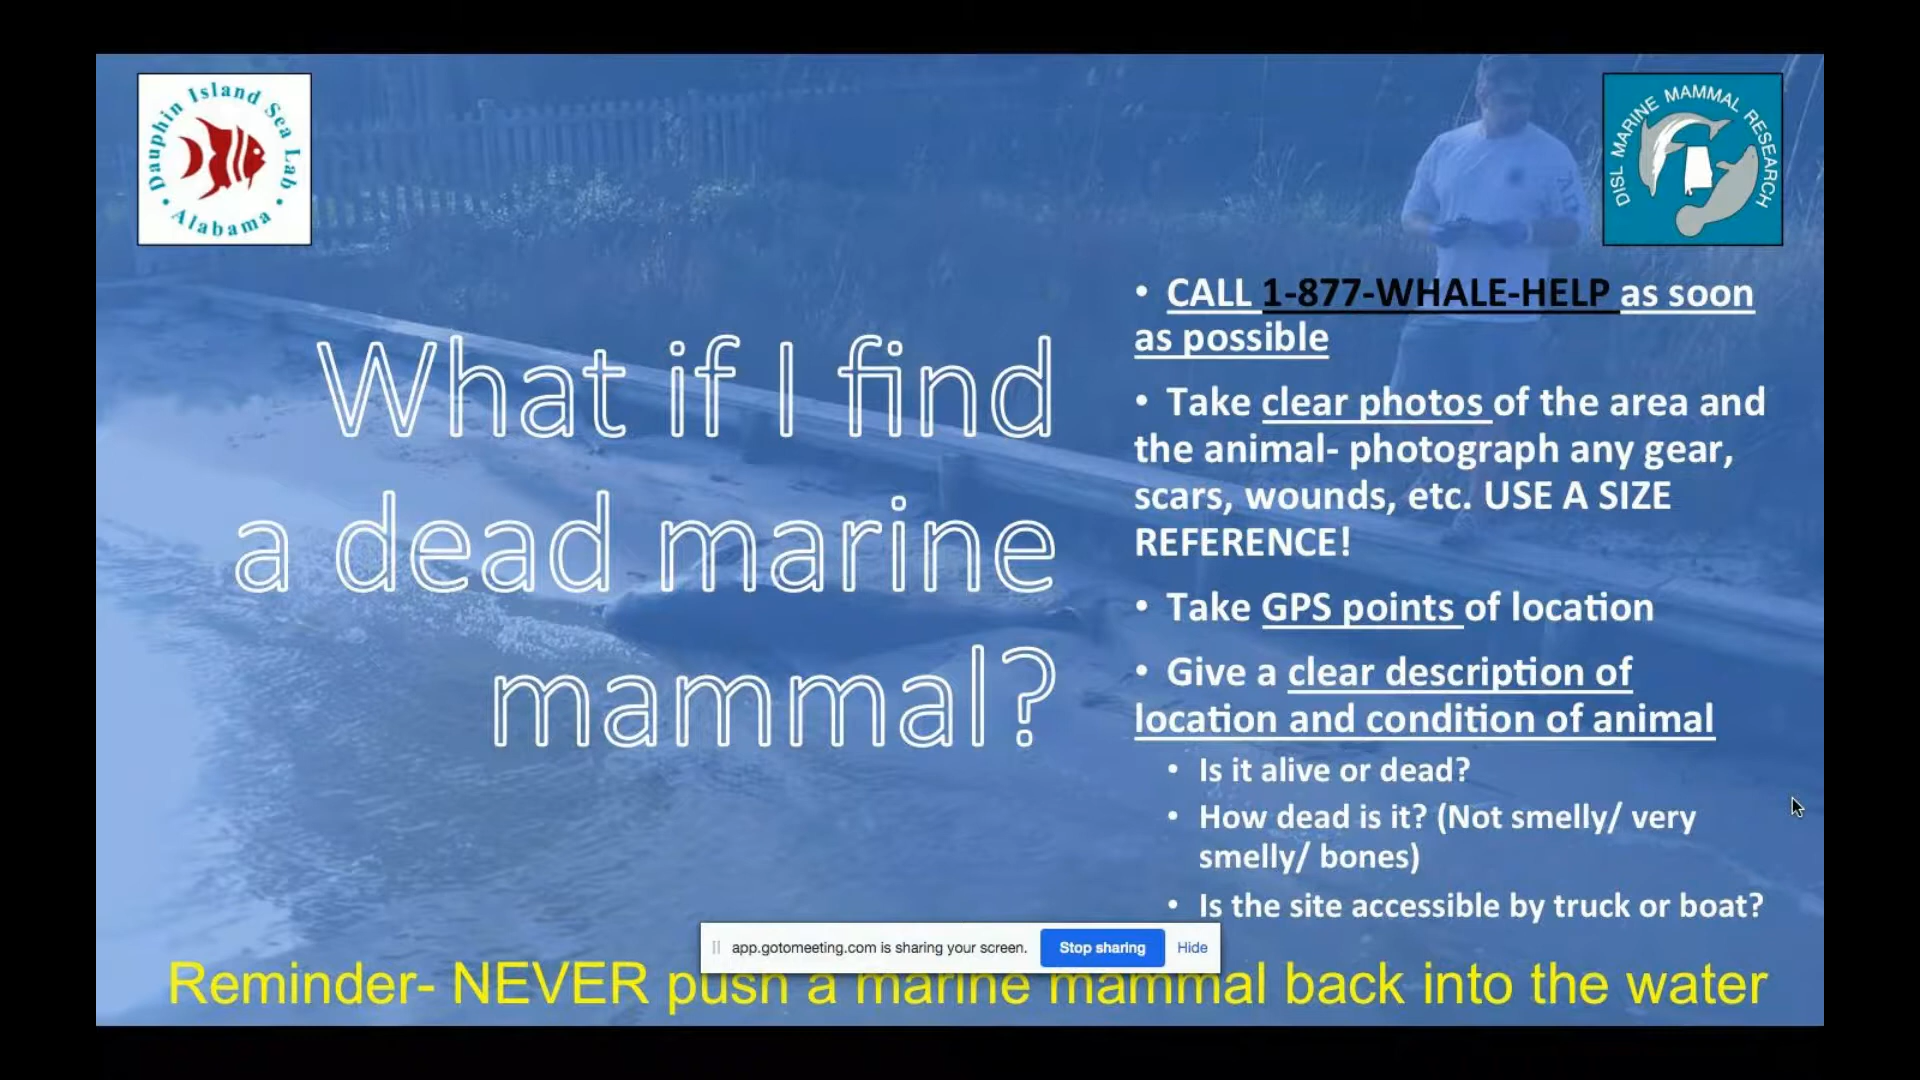 Dauphin Island Sea Lab
• Alabama •
DISL MARINE MAMMAL RESEARCH
What if I find
a dead marine
mammal?
• CALL 1-877-WHALE-HELP as soon
as possible
• Take clear photos of the area and
the animal- photograph any gear,
scars, wounds, etc. USE A SIZE
REFERENCE!
• Take GPS points of location
• Give a clear description of
location and condition of animal
• Is it alive or dead?
• How dead is it? (Not smelly/ very
smelly/ bones)
• Is the site accessible by truck or boat?
app.gotomeeting.com is sharing your screen. Stop sharing Hide
Reminder- NEVER push a marine mammal back into the water